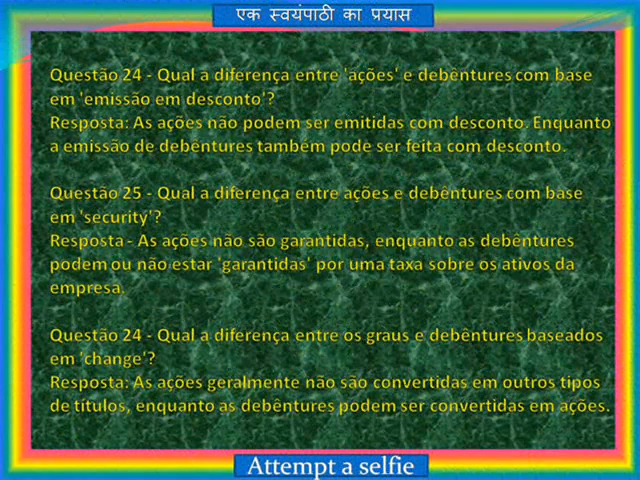 एक स्वयंपाठी का प्रयास
Questão 24 - Qual a diferença entre 'ações' e debêntures com base
em 'emissão em desconto'?
Resposta: As ações não podem ser emitidas com desconto. Enquanto
a emissão de debêntures também pode ser feita com desconto.
Questão 25 - Qual a diferença entre ações e debêntures com base
em 'security'?
Resposta - As ações não são garantidas, enquanto as debêntures
podem ou não estar 'garantidas' por uma taxa sobre os ativos da
empresa.
Questão 24 - Qual a diferença entre os graus e debêntures baseados
em 'change'?
Resposta: As ações geralmente não são convertidas em outros tipos
de títulos, enquanto as debêntures podem ser convertidas em ações.
Attempt a selfie